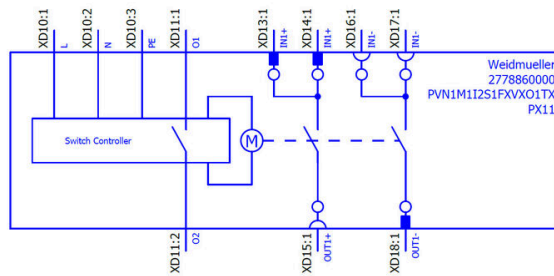 XD10:1
L
XD10:2
N
XD10:3
PE
XD11:1
O1
XD13:1
IN1+
XD14:1
IN1+
XD16:1
IN1-
XD17:1
IN1-
Weidmueller
2778860000
PVN1M1I2S1FXVXO1TX
PX11
Switch Controller
M
XD11:2
O2
XD15:1
OUT1+
XD18:1
OUT1-